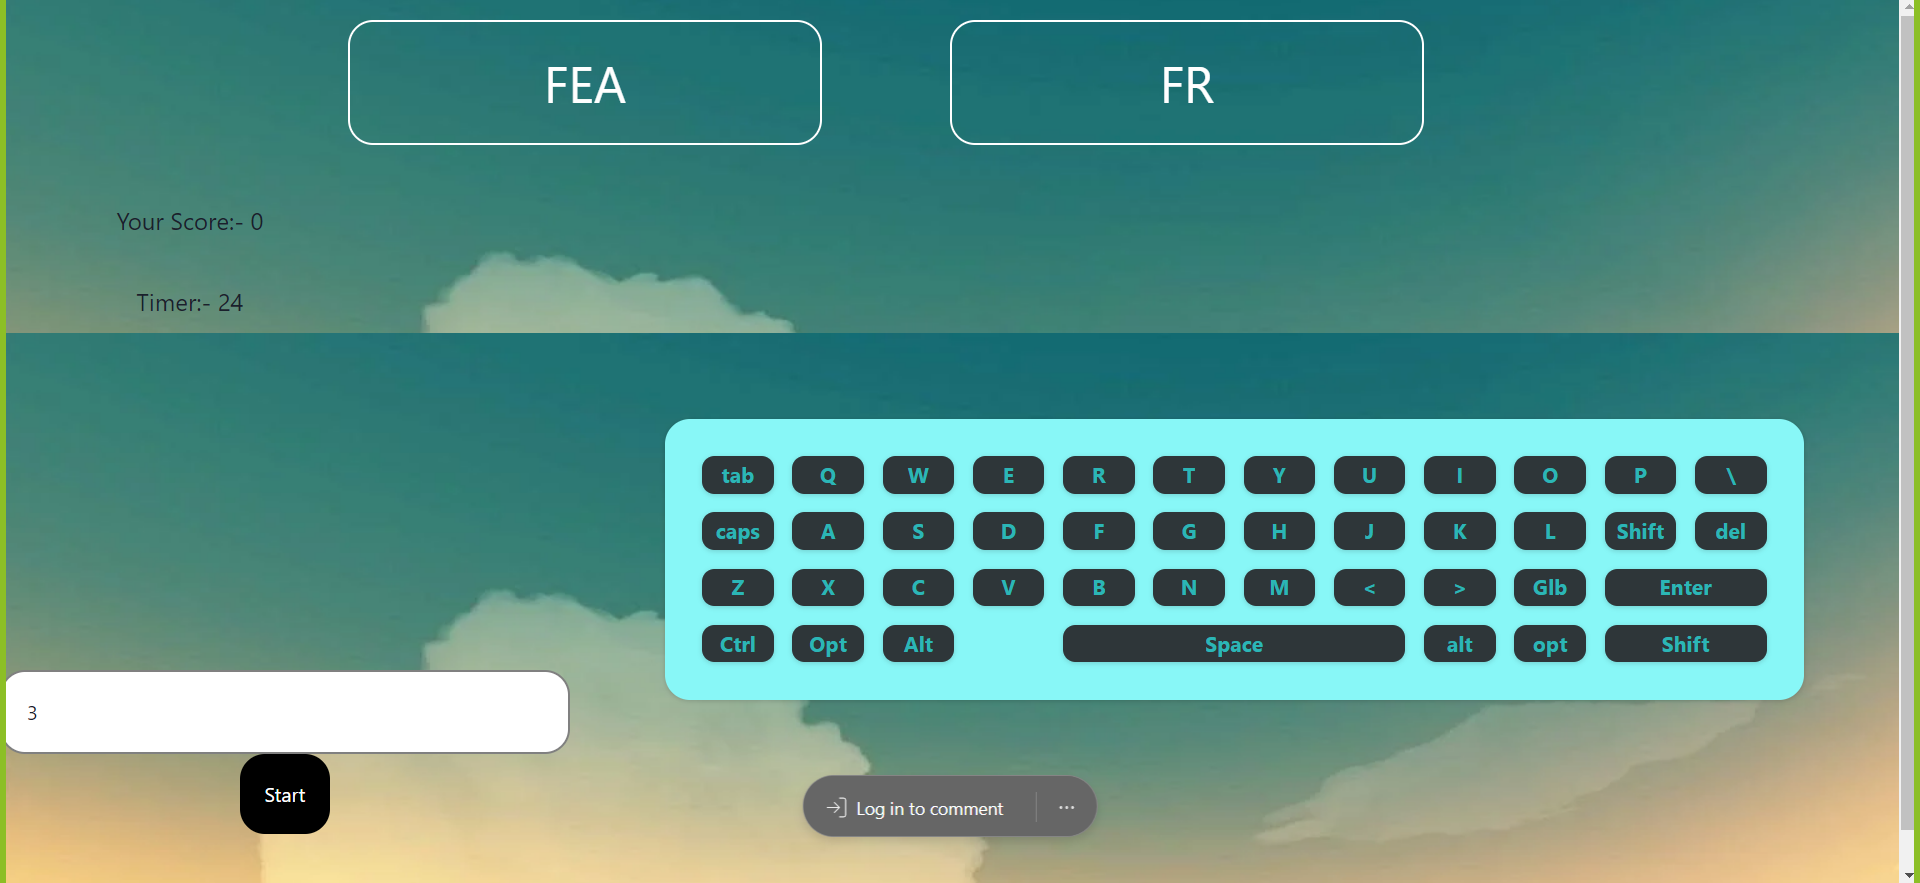 FEA FR
Your Score:- 0
Timer:- 24
tab Q W E R T Y U I O P \
caps A S D F G H J K L Shift del
Z X C V B N M < > Glb Enter
Ctrl Opt Alt Space alt opt Shift
3
Start
Log in to comment ···